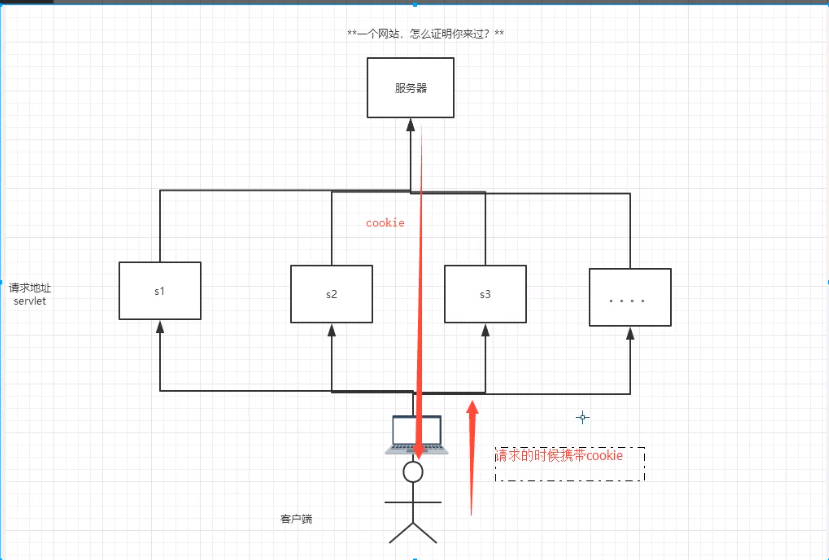 **一个网站，怎么证明你来过？**
服务器
cookie
请求地址
servlet
s1
s2
s3
....
请求的时候携带cookie
客户端